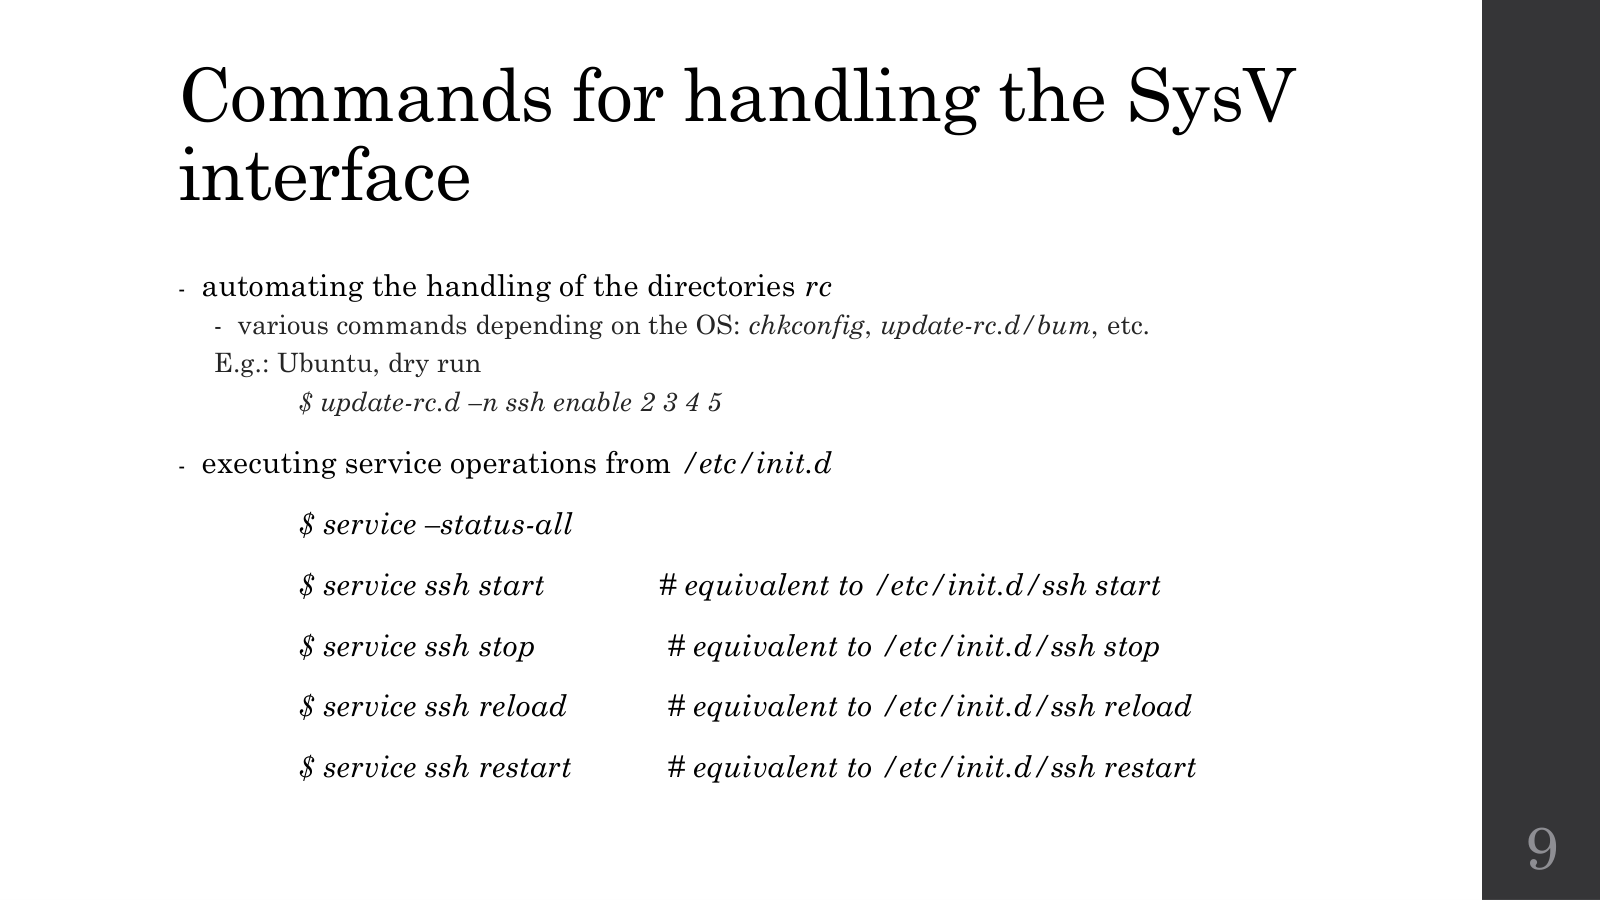 Commands for handling the SysV
interface
- automating the handling of the directories rc
- various commands depending on the OS: chkconfig, update-rc.d/bum, etc.
E.g.: Ubuntu, dry run
$ update-rc.d –n ssh enable 2 3 4 5
- executing service operations from /etc/init.d
$ service –status-all
$ service ssh start # equivalent to /etc/init.d/ssh start
$ service ssh stop # equivalent to /etc/init.d/ssh stop
$ service ssh reload # equivalent to /etc/init.d/ssh reload
$ service ssh restart # equivalent to /etc/init.d/ssh restart
9